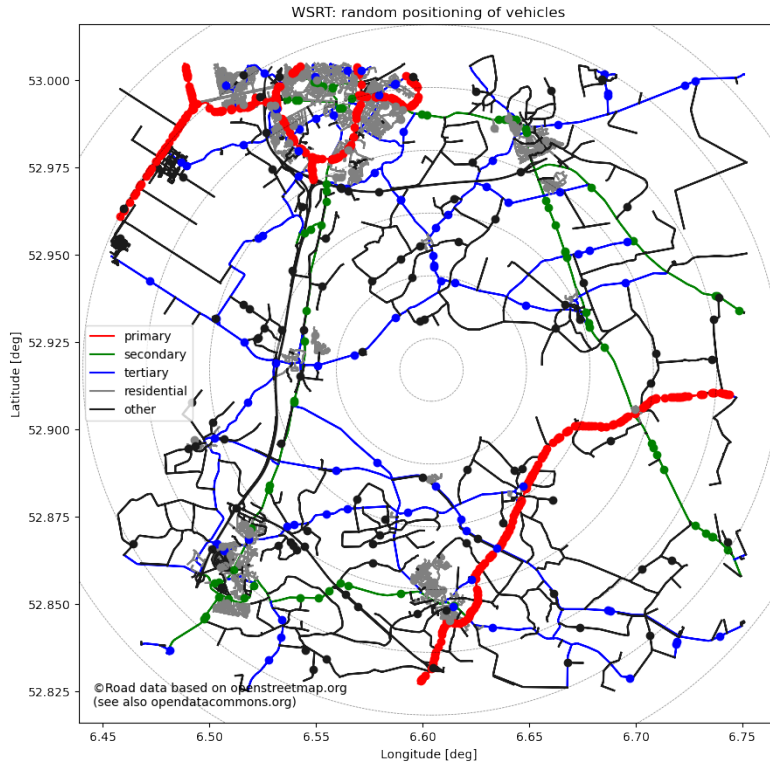 WSRT: random positioning of vehicles
53.000
52.975
52.950
52.925
52.900
52.875
52.850
52.825
Latitude [deg]
primary
secondary
tertiary
residential
other
©Road data based on openstreetmap.org
(see also opendatacommons.org)
6.45
6.50
6.55
6.60
6.65
6.70
6.75
Longitude [deg]